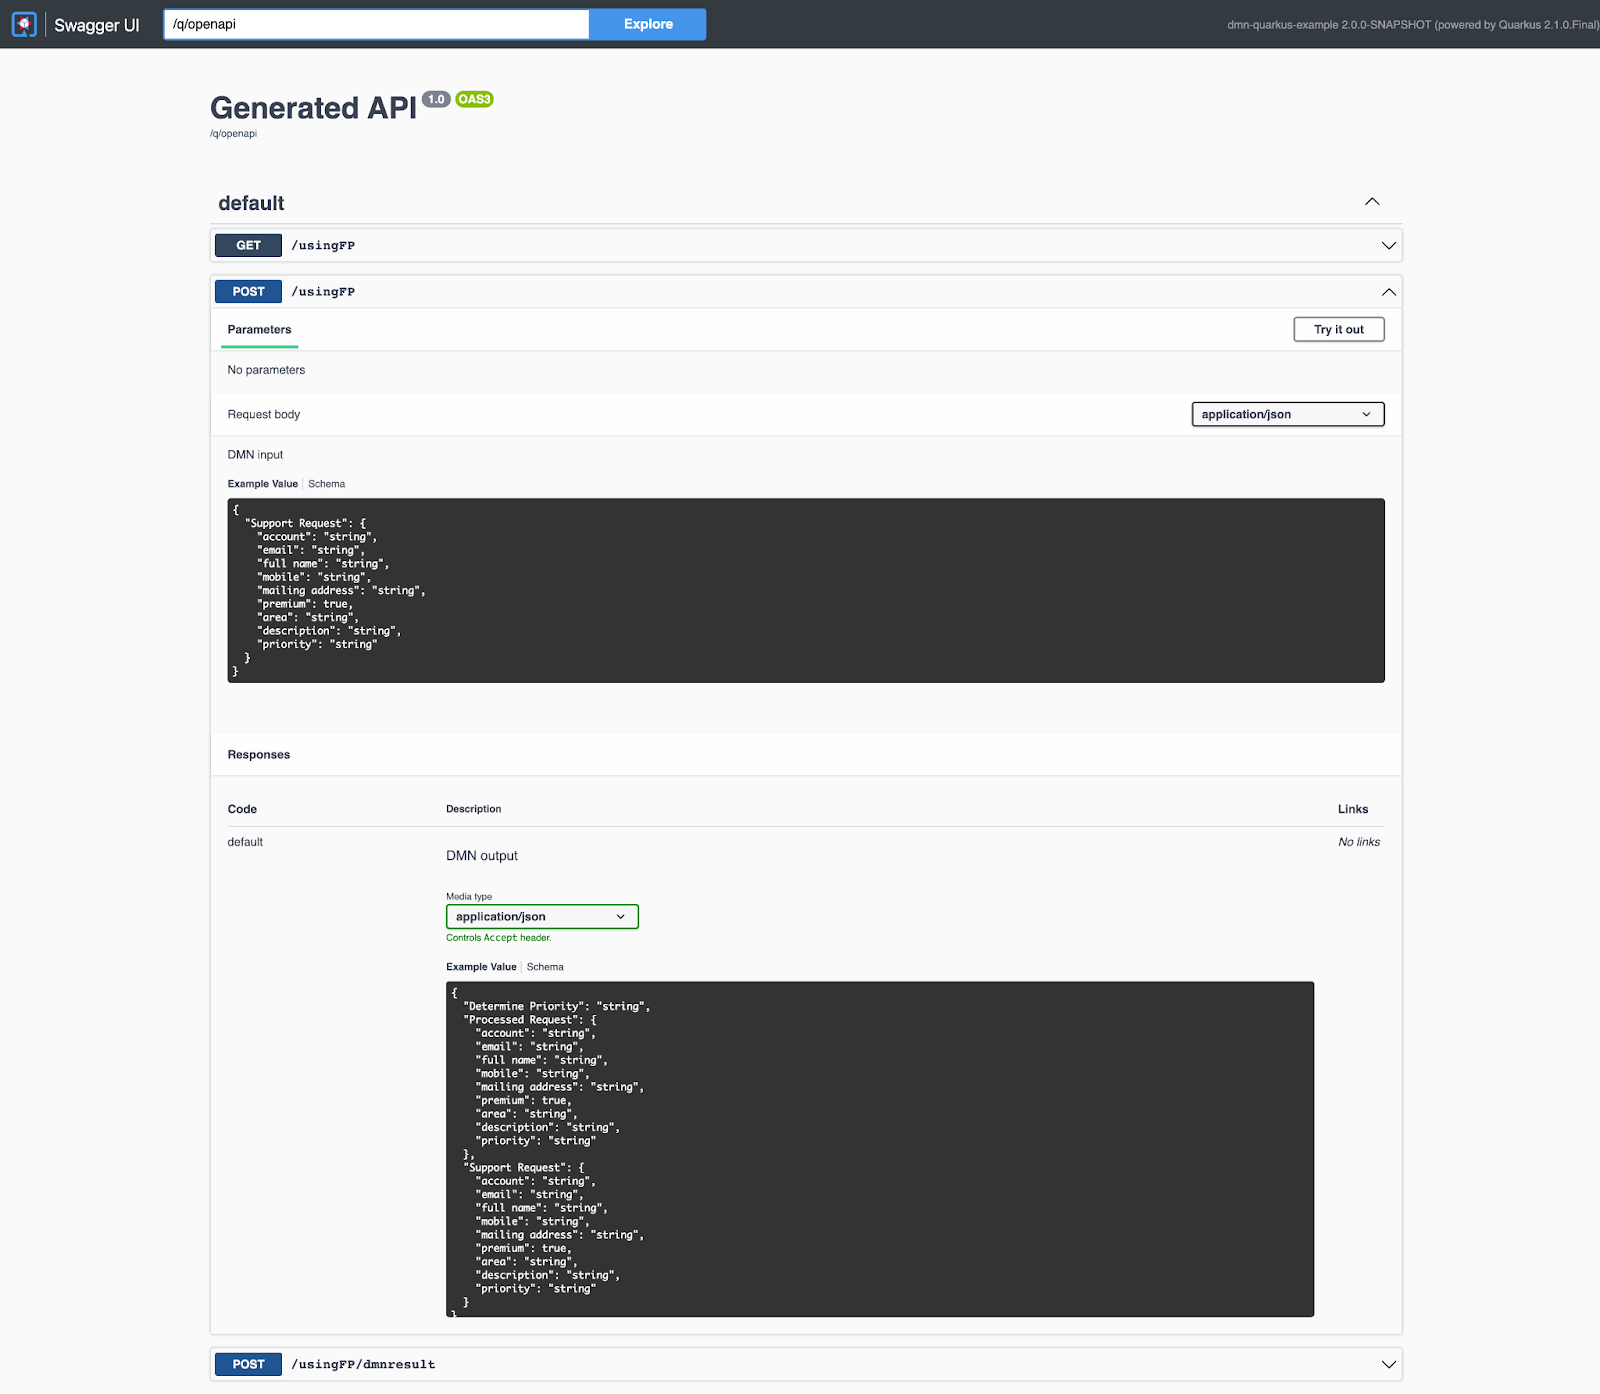 Swagger UI
/q/openapi
Explore
dmn-quarkus-example 2.0.0-SNAPSHOT (powered by Quarkus 2.1.0.Final)
Generated API 1.0 OAS3
/q/openapi
default
GET /usingFP
POST /usingFP
Parameters
Try it out
No parameters
Request body
application/json
DMN input
Example Value | Schema
{
  "Support Request": {
    "account": "string",
    "email": "string",
    "full name": "string",
    "mobile": "string",
    "mailing address": "string",
    "premium": true,
    "area": "string",
    "description": "string",
    "priority": "string"
  }
}
Responses
Code Description Links
default
DMN output
No links
Media type
application/json
Controls Accept header.
Example Value | Schema
{
  "Determine Priority": "string",
  "Processed Request": {
    "account": "string",
    "email": "string",
    "full name": "string",
    "mobile": "string",
    "mailing address": "string",
    "premium": true,
    "area": "string",
    "description": "string",
    "priority": "string"
  },
  "Support Request": {
    "account": "string",
    "email": "string",
    "full name": "string",
    "mobile": "string",
    "mailing address": "string",
    "premium": true,
    "area": "string",
    "description": "string",
    "priority": "string"
  }
}
POST /usingFP/dmnresult